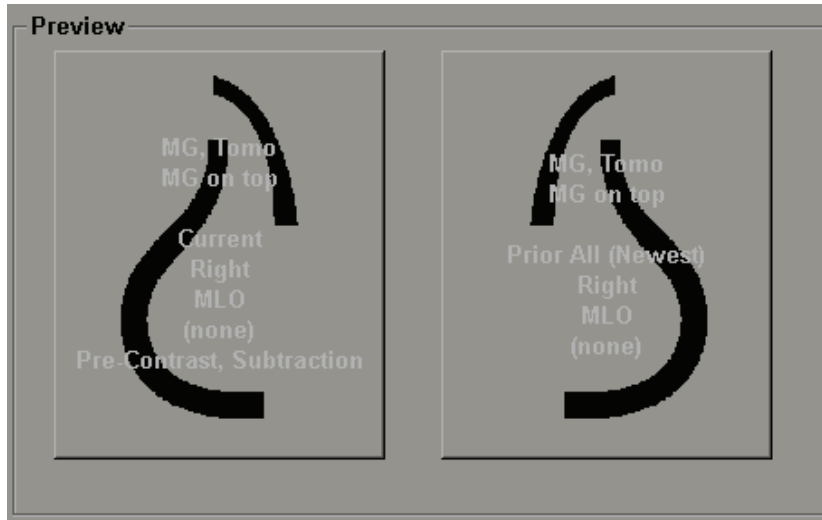 Preview
MG, Tomo
MG on top
Current
Right
MLO
(none)
Pre-Contrast, Subtraction
MG, Tomo
MG on top
Prior All (Newest)
Right
MLO
(none)